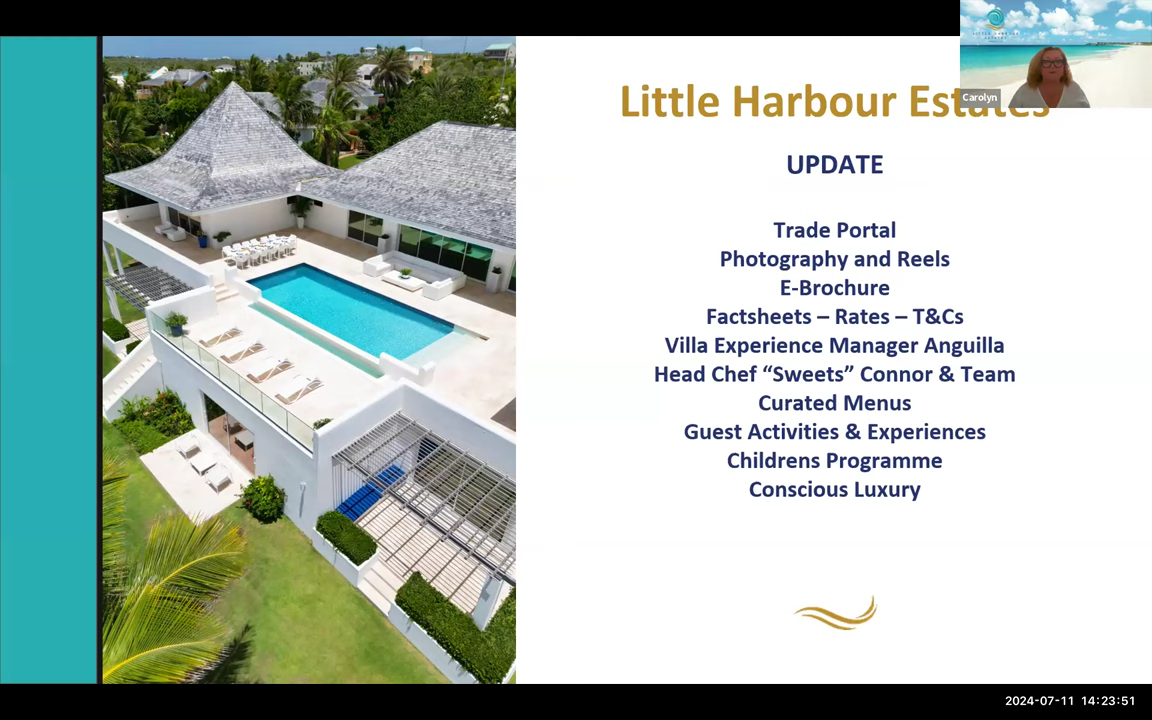 Little Harbour Estates
Carolyn
UPDATE
Trade Portal
Photography and Reels
E-Brochure
Factsheets – Rates – T&Cs
Villa Experience Manager Anguilla
Head Chef “Sweets” Connor & Team
Curated Menus
Guest Activities & Experiences
Childrens Programme
Conscious Luxury
2024-07-11 14:23:51